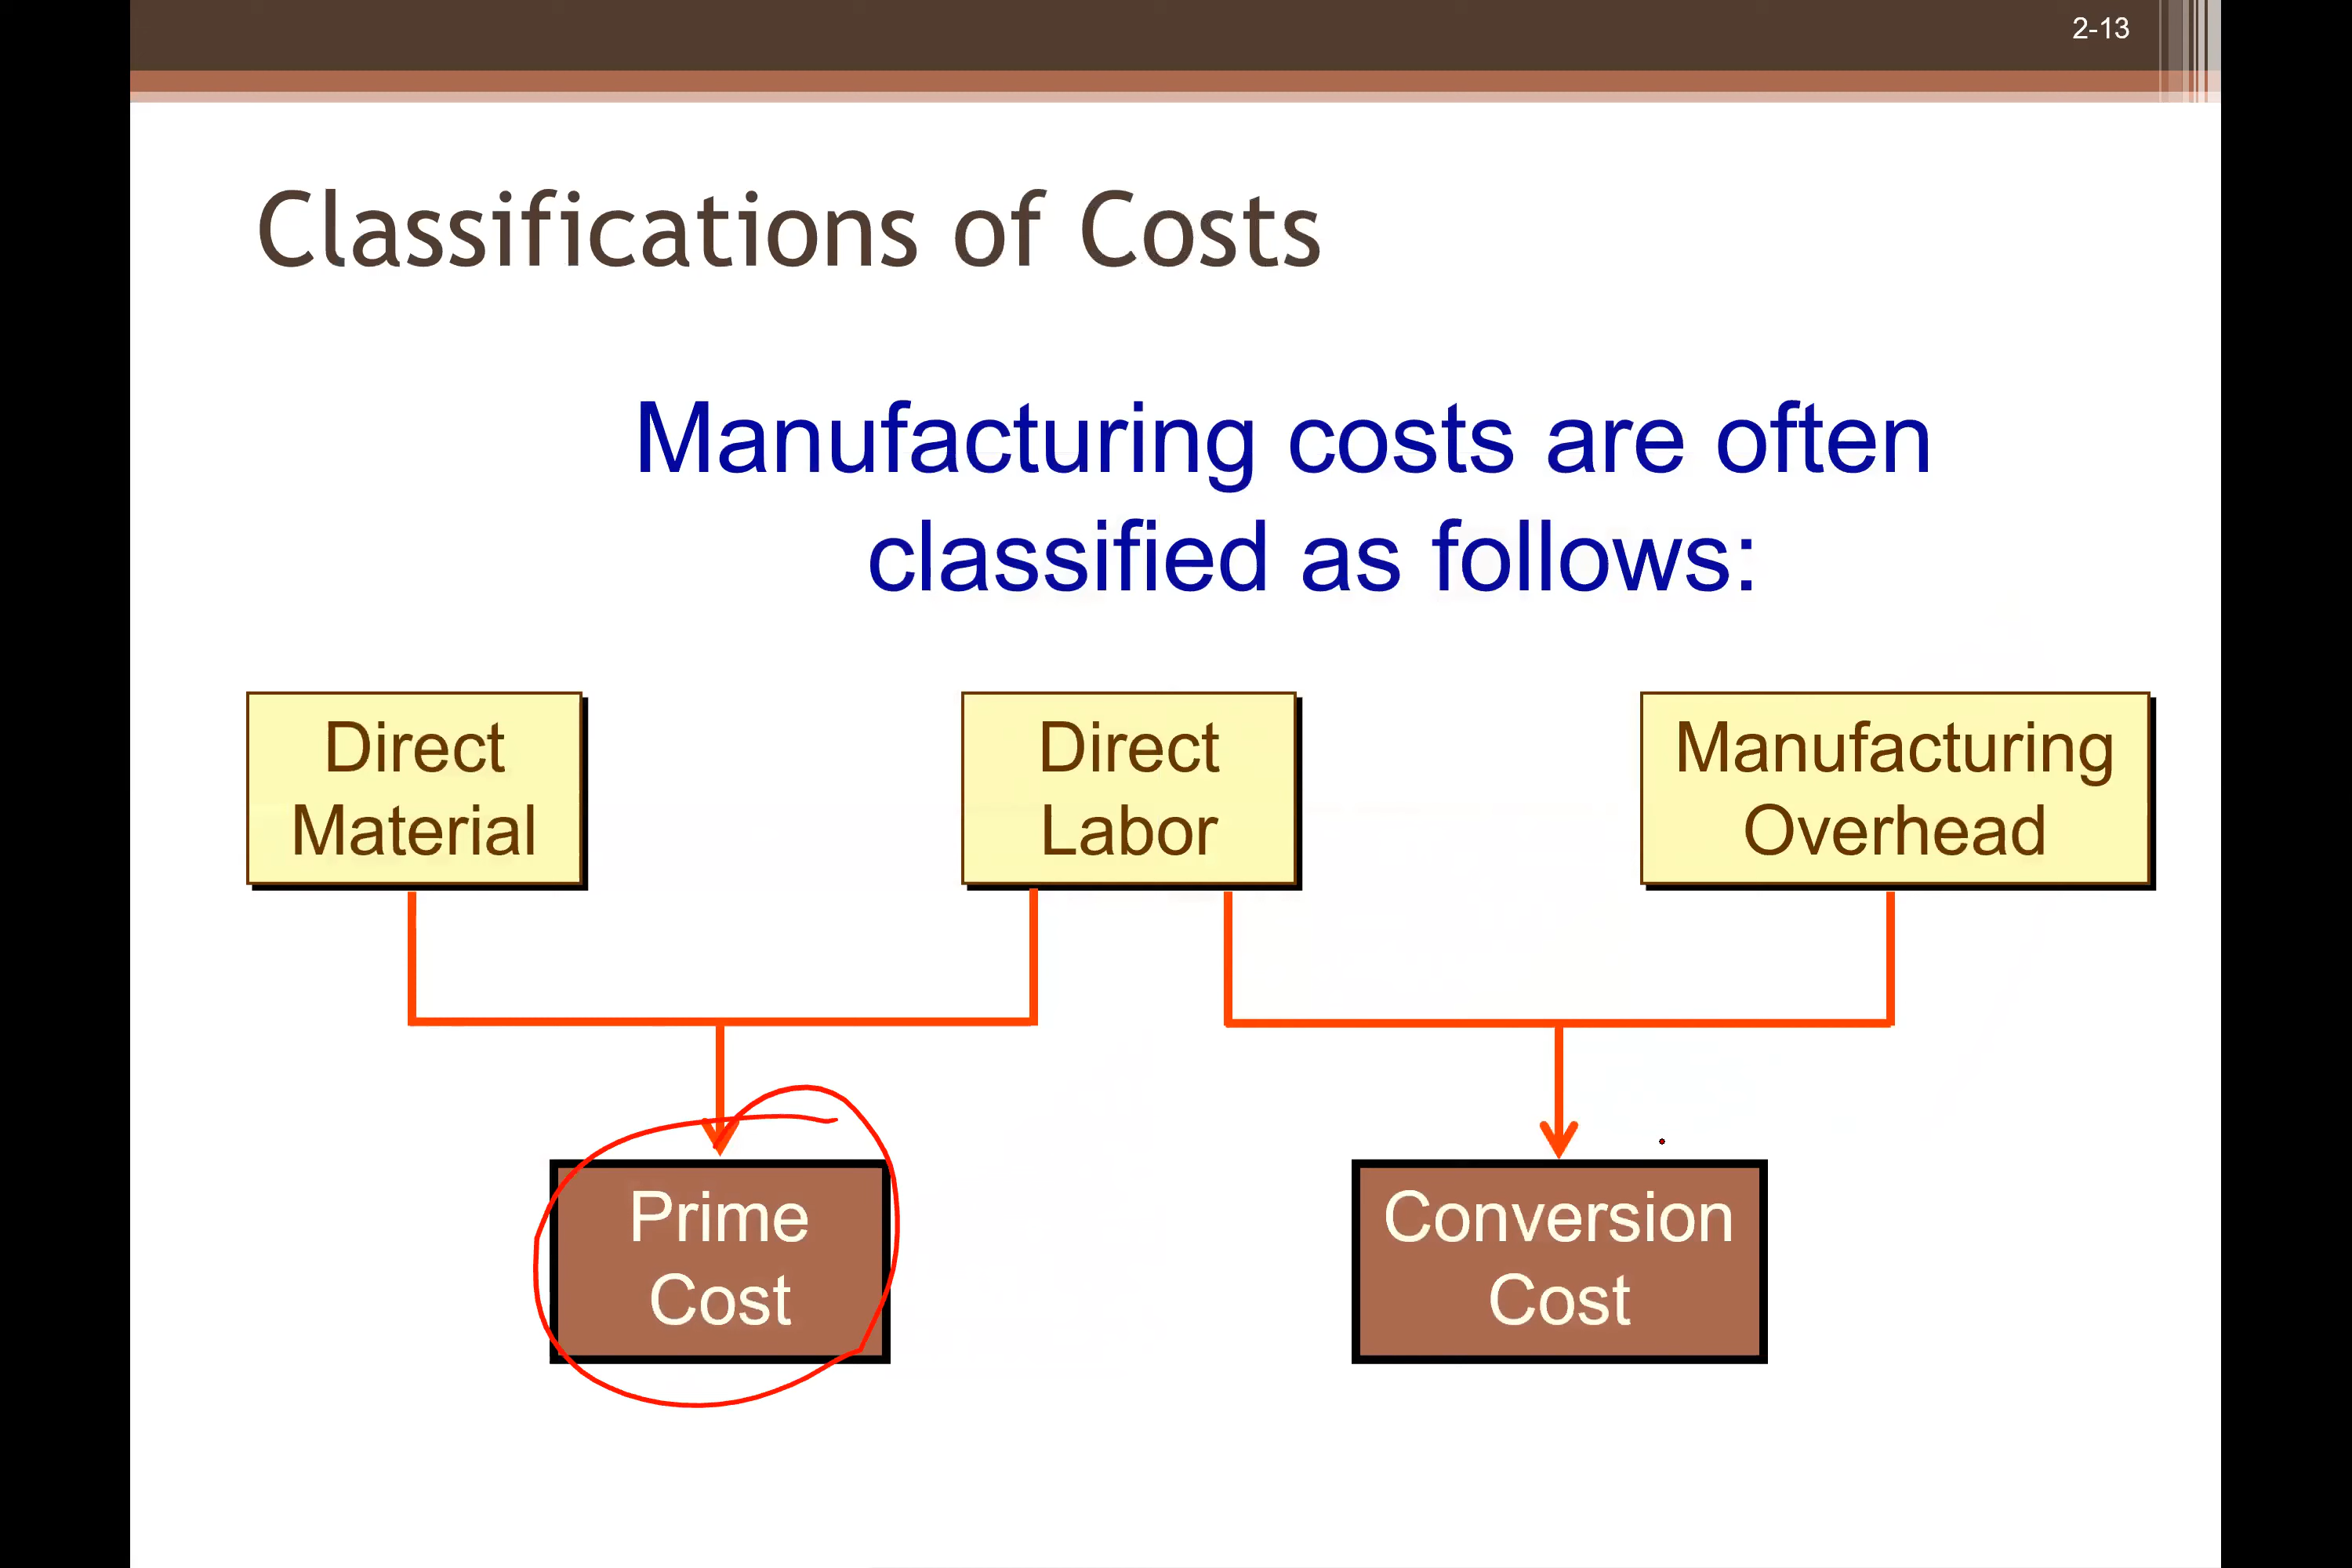 2-13
Classifications of Costs
Manufacturing costs are often
classified as follows:
Direct
Material
Direct
Labor
Manufacturing
Overhead
Prime
Cost
Conversion
Cost